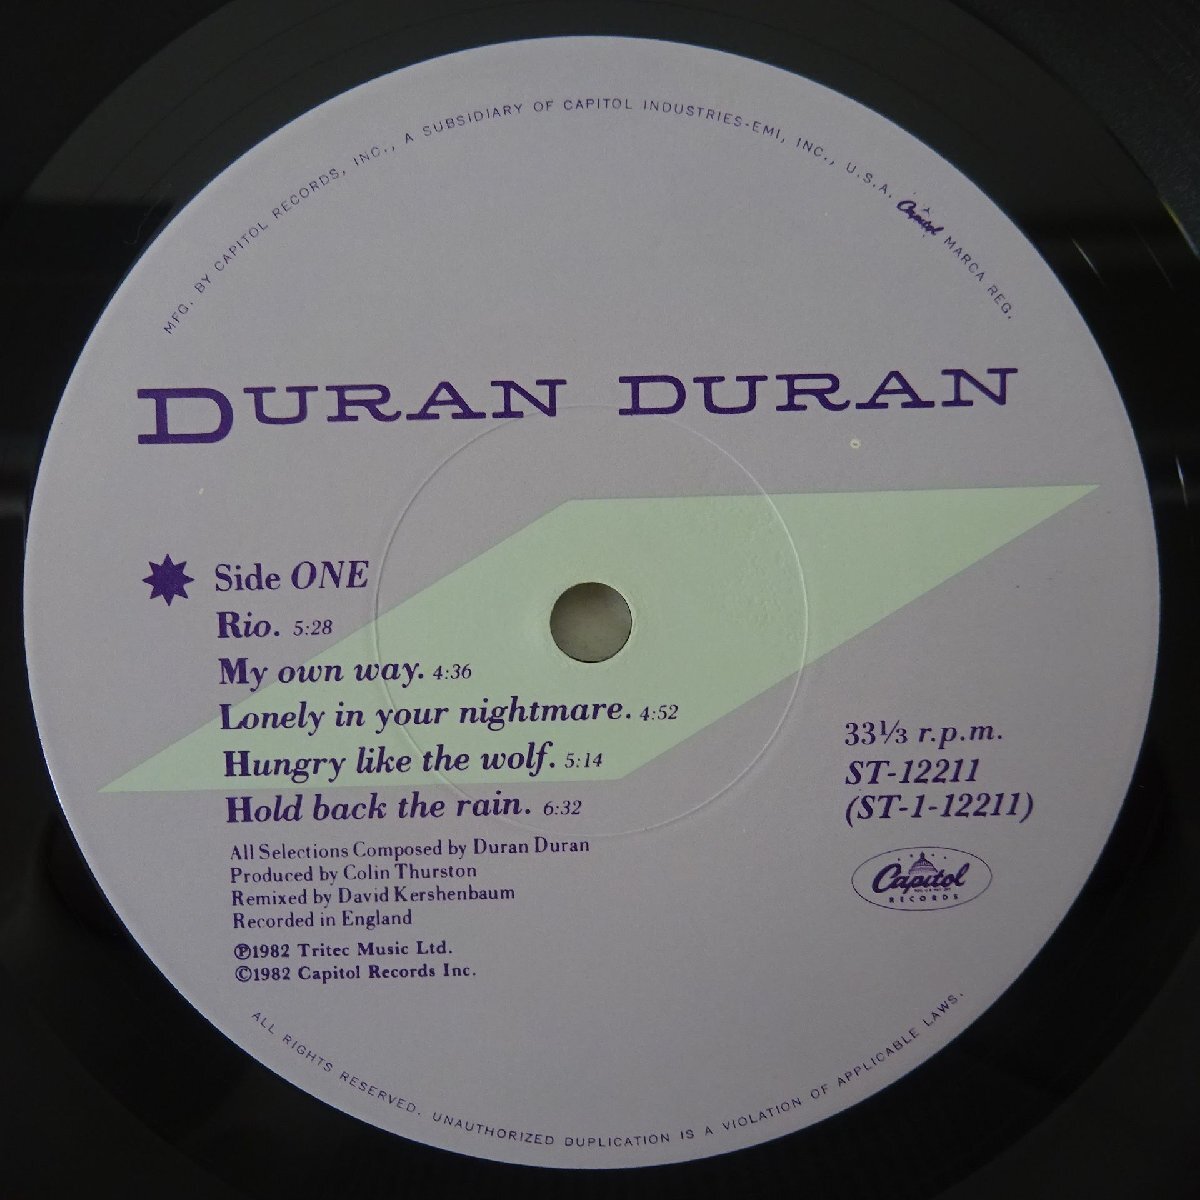 MFG. BY CAPITOL RECORDS, INC., A SUBSIDIARY OF CAPITOL INDUSTRIES-EMI, INC., U.S.A. Capitol MARCA REG.
DURAN DURAN
Side ONE
Rio. 5:28
My own way. 4:36
Lonely in your nightmare. 4:52
Hungry like the wolf. 5:14
Hold back the rain. 6:32
33⅓ r.p.m.
ST-12211
(ST-1-12211)
All Selections Composed by Duran Duran
Produced by Colin Thurston
Remixed by David Kershenbaum
Recorded in England
℗1982 Tritec Music Ltd.
©1982 Capitol Records Inc.
Capitol
RECORDS
ALL RIGHTS RESERVED. UNAUTHORIZED DUPLICATION IS A VIOLATION OF APPLICABLE LAWS.